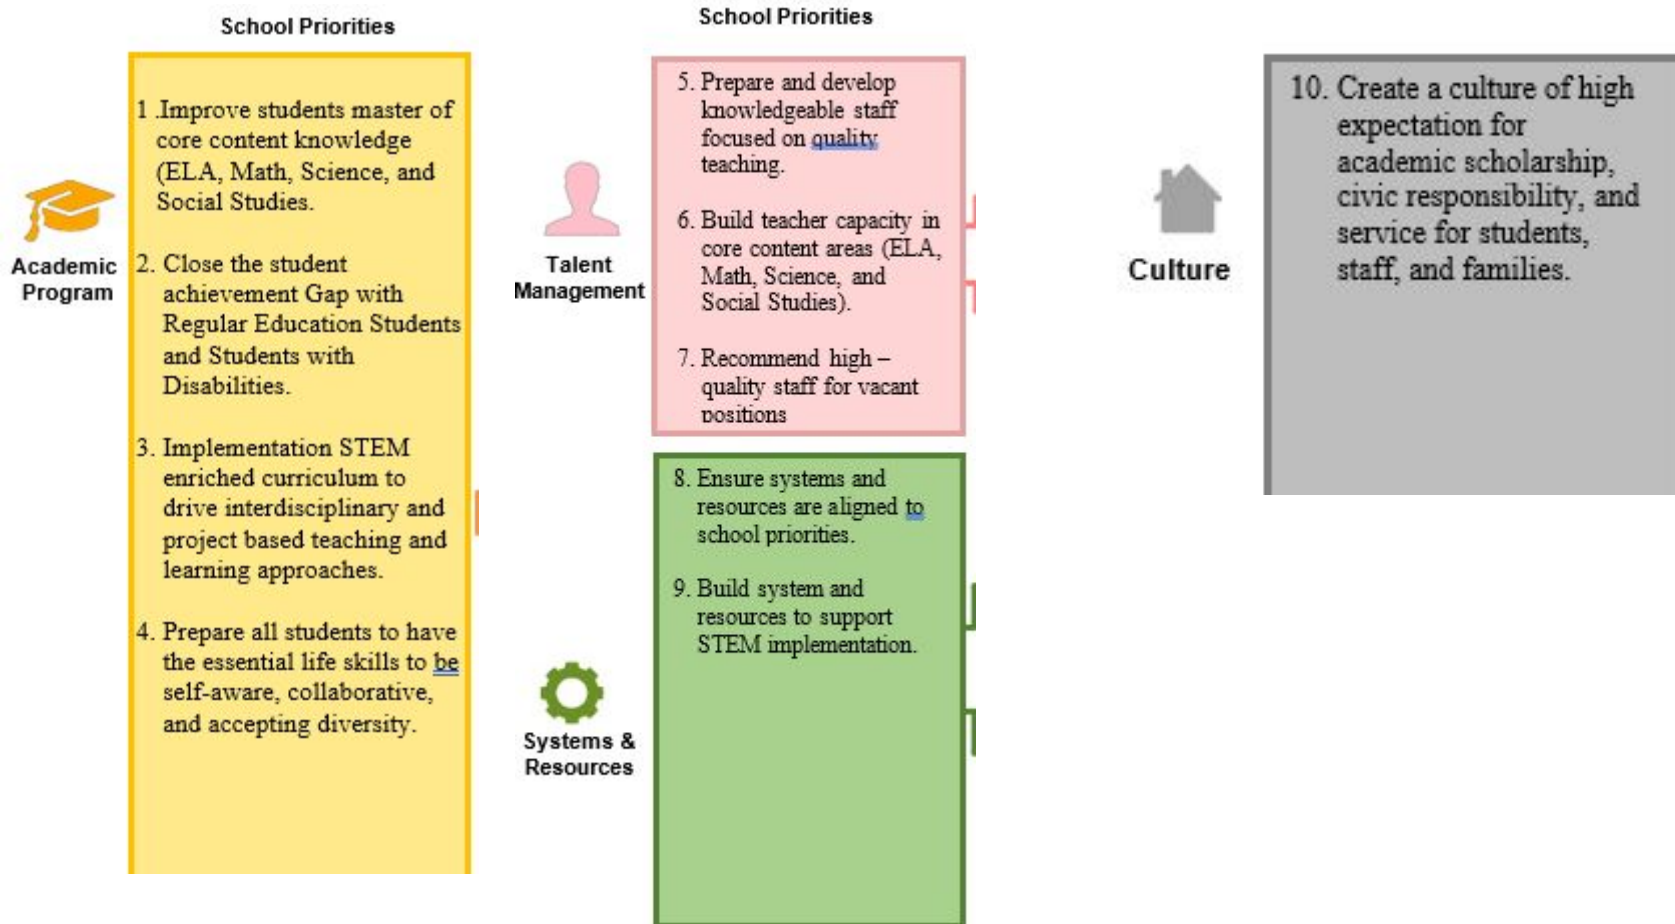 School Priorities
Academic
Program
1 .Improve students master of
core content knowledge
(ELA, Math, Science, and
Social Studies.
2. Close the student
achievement Gap with
Regular Education Students
and Students with
Disabilities.
3. Implementation STEM
enriched curriculum to
drive interdisciplinary and
project based teaching and
learning approaches.
4. Prepare all students to have
the essential life skills to be
self-aware, collaborative,
and accepting diversity.
School Priorities
Talent
Management
5. Prepare and develop
knowledgeable staff
focused on quality
teaching.
6. Build teacher capacity in
core content areas (ELA,
Math, Science, and
Social Studies).
7. Recommend high –
quality staff for vacant
positions
Systems &
Resources
8. Ensure systems and
resources are aligned to
school priorities.
9. Build system and
resources to support
STEM implementation.
Culture
10. Create a culture of high
expectation for
academic scholarship,
civic responsibility, and
service for students,
staff, and families.